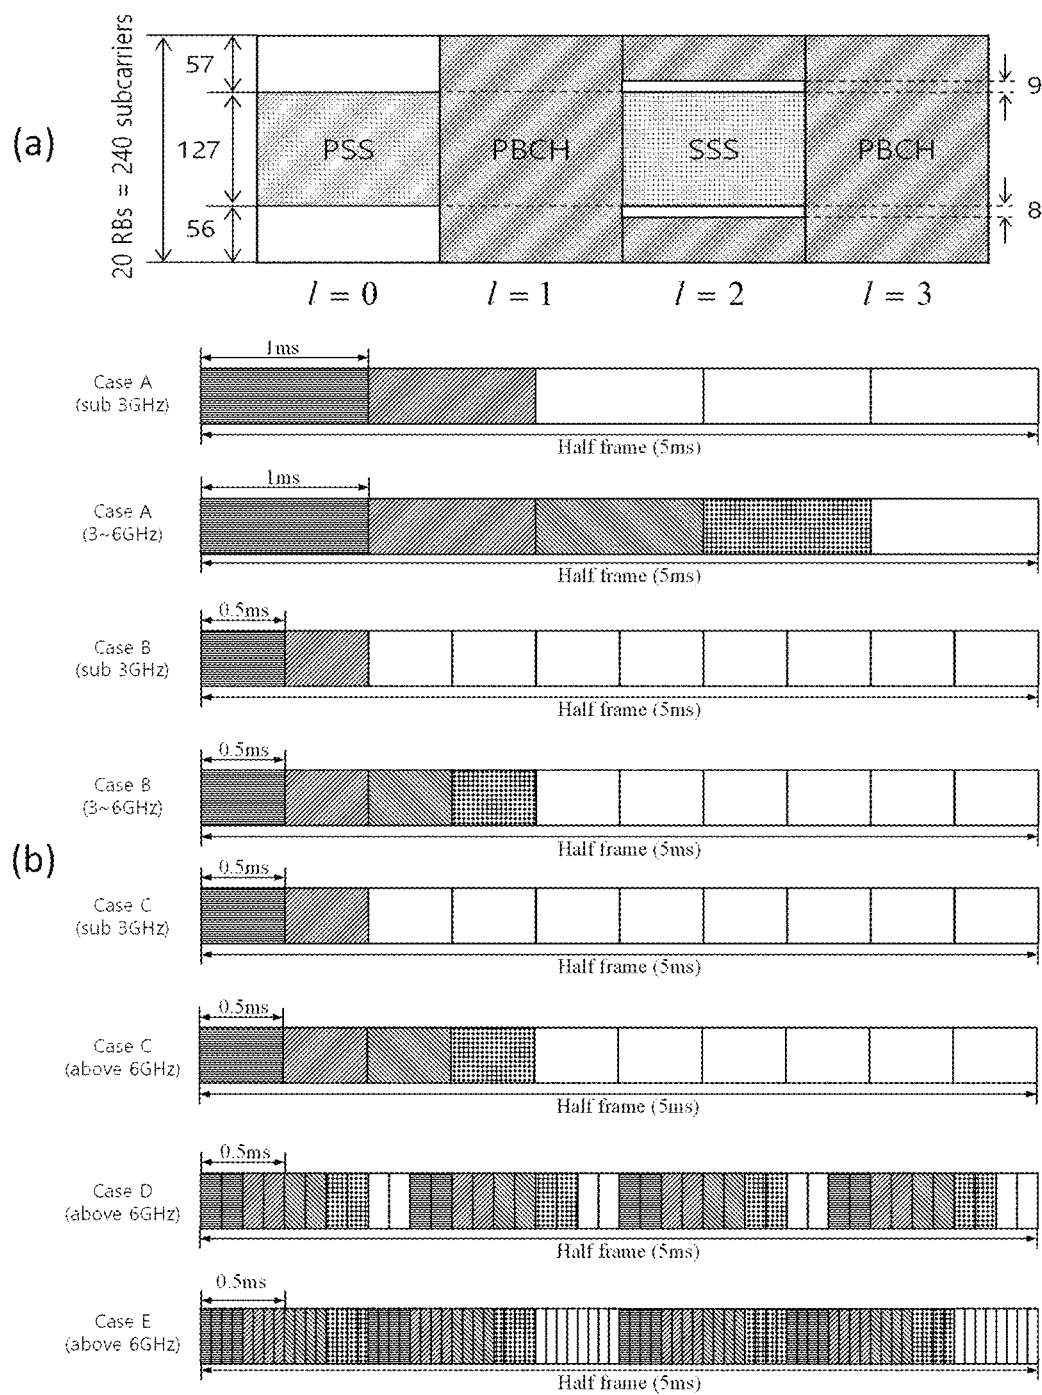 (a)
20 RBs = 240 subcarriers
57
127
56
PSS
PBCH
SSS
PBCH
9
8
l = 0
l = 1
l = 2
l = 3
(b)
1ms
Case A
(sub 3GHz)
Half frame (5ms)
1ms
Case A
(3~6GHz)
Half frame (5ms)
0.5ms
Case B
(sub 3GHz)
Half frame (5ms)
0.5ms
Case B
(3~6GHz)
Half frame (5ms)
0.5ms
Case C
(sub 3GHz)
Half frame (5ms)
0.5ms
Case C
(above 6GHz)
Half frame (5ms)
0.5ms
Case D
(above 6GHz)
Half frame (5ms)
0.5ms
Case E
(above 6GHz)
Half frame (5ms)